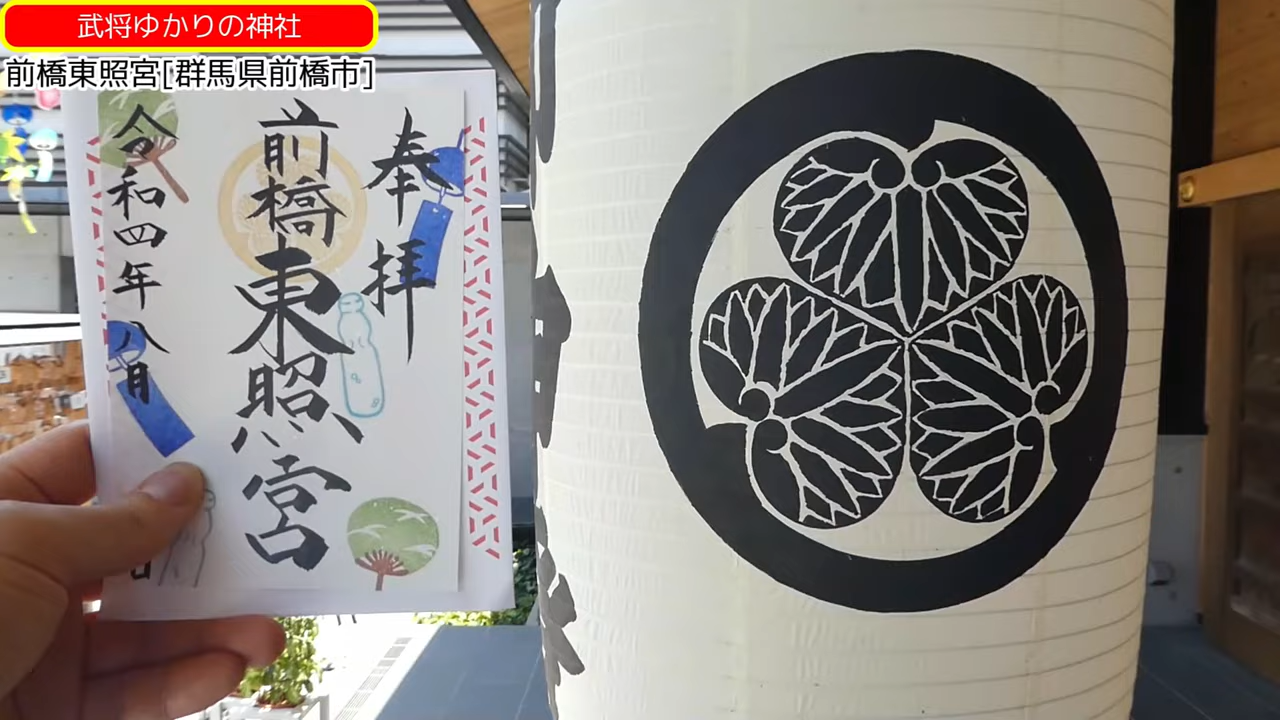 武将ゆかりの神社
前橋東照宮[群馬県前橋市]
奉拝
前橋東照宮
令和四年八月
日